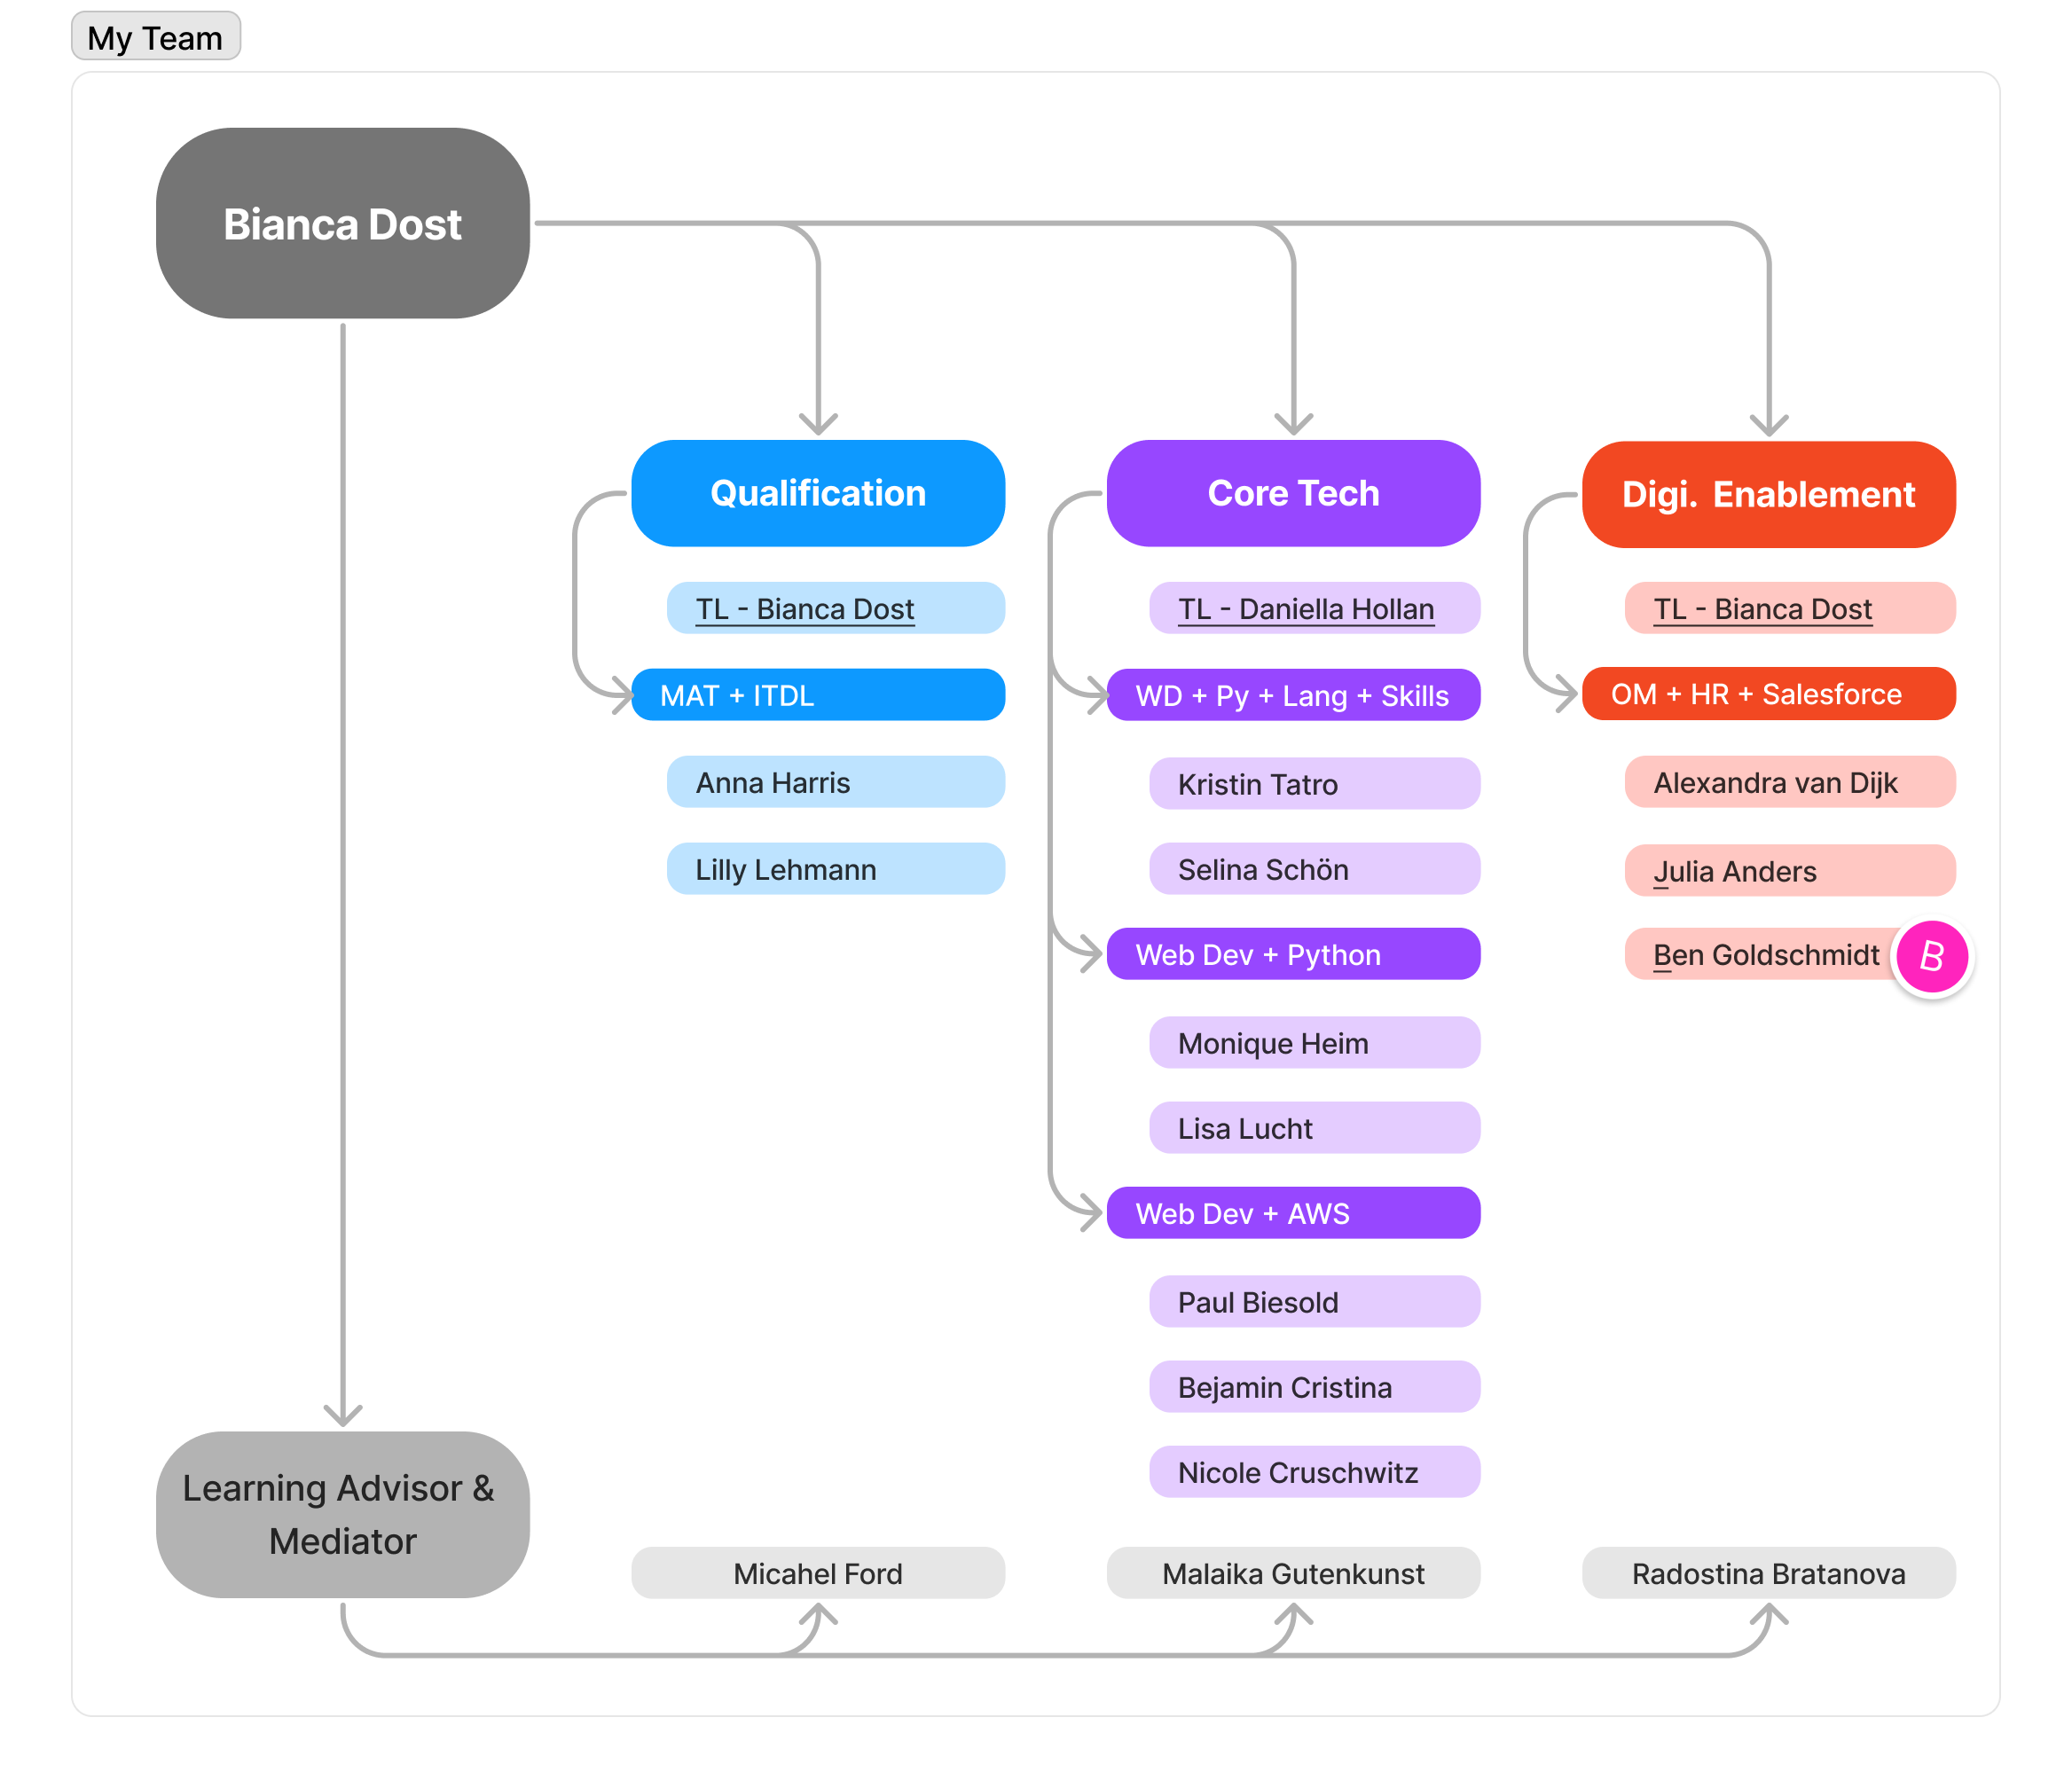 My Team
Bianca Dost
Qualification
TL - Bianca Dost
MAT + ITDL
Anna Harris
Lilly Lehmann
Core Tech
TL - Daniella Hollan
WD + Py + Lang + Skills
Kristin Tatro
Selina Schön
Web Dev + Python
Monique Heim
Lisa Lucht
Web Dev + AWS
Paul Biesold
Bejamin Cristina
Nicole Cruschwitz
Digi.  Enablement
TL - Bianca Dost
OM + HR + Salesforce
Alexandra van Dijk
Julia Anders
Ben Goldschmidt
B
Learning Advisor &
Mediator
Micahel Ford
Malaika Gutenkunst
Radostina Bratanova